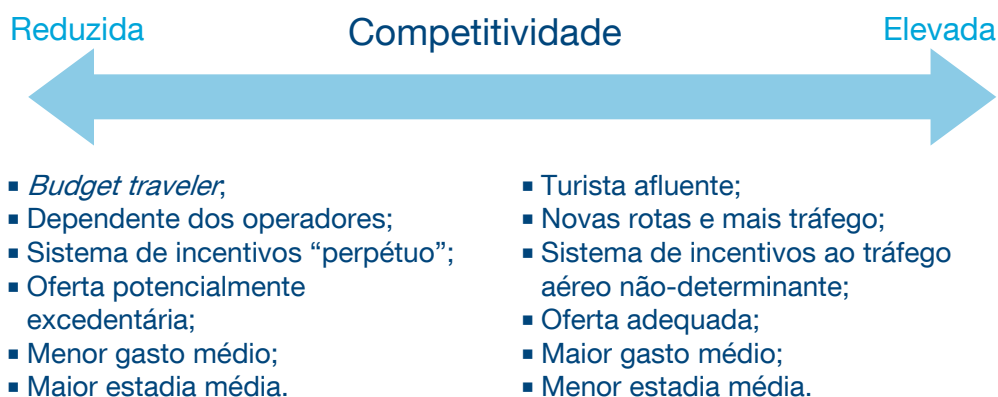 Reduzida Competitividade Elevada
▪ Budget traveler;
▪ Dependente dos operadores;
▪ Sistema de incentivos “perpétuo”;
▪ Oferta potencialmente
excedentária;
▪ Menor gasto médio;
▪ Maior estadia média.
▪ Turista afluente;
▪ Novas rotas e mais tráfego;
▪ Sistema de incentivos ao tráfego
aéreo não-determinante;
▪ Oferta adequada;
▪ Maior gasto médio;
▪ Menor estadia média.